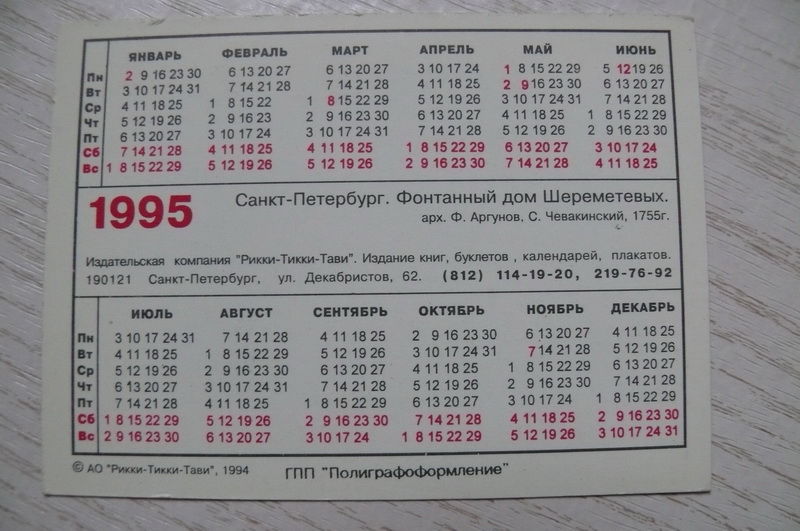 ЯНВАРЬ ФЕВРАЛЬ МАРТ АПРЕЛЬ МАЙ ИЮНЬ
Пн 2 9 16 23 30 6 13 20 27 6 13 20 27 3 10 17 24 1 8 15 22 29 5 12 19 26
Вт 3 10 17 24 31 7 14 21 28 7 14 21 28 4 11 18 25 2 9 16 23 30 6 13 20 27
Ср 4 11 18 25 1 8 15 22 1 8 15 22 29 5 12 19 26 3 10 17 24 31 7 14 21 28
Чт 5 12 19 26 2 9 16 23 2 9 16 23 30 6 13 20 27 4 11 18 25 1 8 15 22 29
Пт 6 13 20 27 3 10 17 24 3 10 17 24 31 7 14 21 28 5 12 19 26 2 9 16 23 30
Сб 7 14 21 28 4 11 18 25 4 11 18 25 1 8 15 22 29 6 13 20 27 3 10 17 24
Вс 1 8 15 22 29 5 12 19 26 5 12 19 26 2 9 16 23 30 7 14 21 28 4 11 18 25
1995 Санкт-Петербург. Фонтанный дом Шереметевых.
арх. Ф. Аргунов, С. Чевакинский, 1755г.
Издательская компания "Рикки-Тикки-Тави". Издание книг, буклетов , календарей, плакатов.
190121 Санкт-Петербург, ул. Декабристов, 62. (812) 114-19-20, 219-76-92
ИЮЛЬ АВГУСТ СЕНТЯБРЬ ОКТЯБРЬ НОЯБРЬ ДЕКАБРЬ
Пн 3 10 17 24 31 7 14 21 28 4 11 18 25 2 9 16 23 30 6 13 20 27 4 11 18 25
Вт 4 11 18 25 1 8 15 22 29 5 12 19 26 3 10 17 24 31 7 14 21 28 5 12 19 26
Ср 5 12 19 26 2 9 16 23 30 6 13 20 27 4 11 18 25 1 8 15 22 29 6 13 20 27
Чт 6 13 20 27 3 10 17 24 31 7 14 21 28 5 12 19 26 2 9 16 23 30 7 14 21 28
Пт 7 14 21 28 4 11 18 25 1 8 15 22 29 6 13 20 27 3 10 17 24 1 8 15 22 29
Сб 1 8 15 22 29 5 12 19 26 2 9 16 23 30 7 14 21 28 4 11 18 25 2 9 16 23 30
Вс 2 9 16 23 30 6 13 20 27 3 10 17 24 1 8 15 22 29 5 12 19 26 3 10 17 24 31
© АО "Рикки-Тикки-Тави", 1994 ГПП "Полиграфоформление"